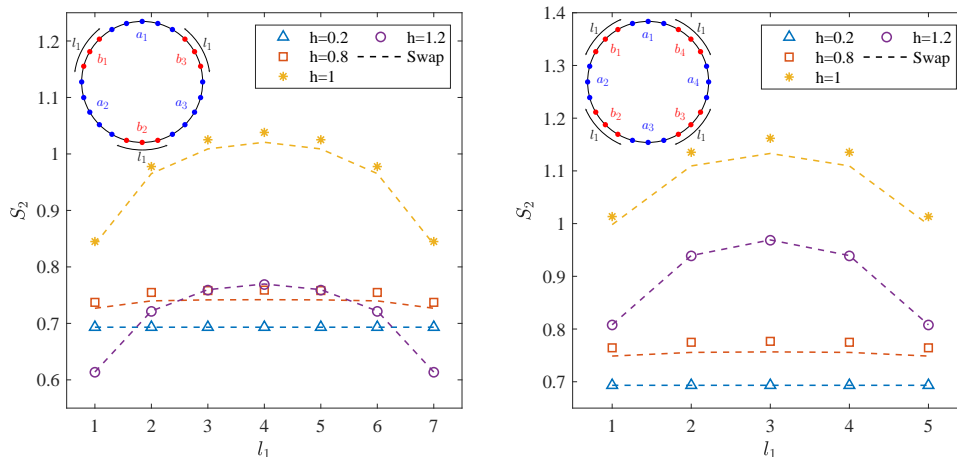 1.2
1.1
1
0.9
0.8
0.7
0.6
S₂
1 2 3 4 5 6 7
l₁
a₁
l₁ l₁
b₁ b₃
a₂ a₃
b₂
l₁
h=0.2 h=1.2
h=0.8 Swap
h=1
1.4
1.3
1.2
1.1
1
0.9
0.8
0.7
S₂
1 2 3 4 5
l₁
l₁ a₁ l₁
b₁ b₄
a₂ a₄
b₂ b₃
l₁ a₃ l₁
h=0.2 h=1.2
h=0.8 Swap
h=1